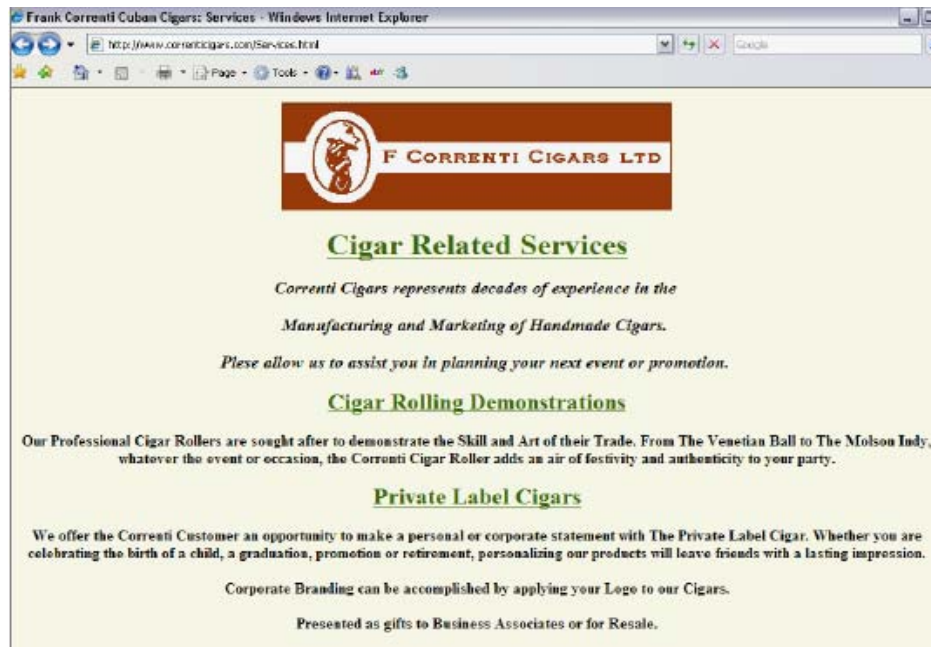 Frank Correnti Cuban Cigars: Services - Windows Internet Explorer
http://www.correnticigars.com/Services.html
Google
Page Tools
F CORRENTI CIGARS LTD
Cigar Related Services
Correnti Cigars represents decades of experience in the
Manufacturing and Marketing of Handmade Cigars.
Plese allow us to assist you in planning your next event or promotion.
Cigar Rolling Demonstrations
Our Professional Cigar Rollers are sought after to demonstrate the Skill and Art of their Trade. From The Venetian Ball to The Molson Indy,
whatever the event or occasion, the Correnti Cigar Roller adds an air of festivity and authenticity to your party.
Private Label Cigars
We offer the Correnti Customer an opportunity to make a personal or corporate statement with The Private Label Cigar. Whether you are
celebrating the birth of a child, a graduation, promotion or retirement, personalizing our products will leave friends with a lasting impression.
Corporate Branding can be accomplished by applying your Logo to our Cigars.
Presented as gifts to Business Associates or for Resale.